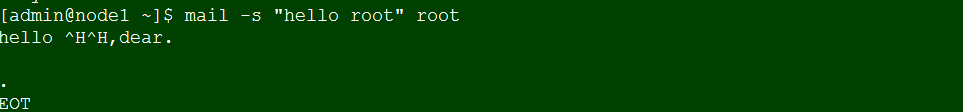 [admin@node1 ~]$ mail -s "hello root" root
hello ^H^H,dear.
.
EOT